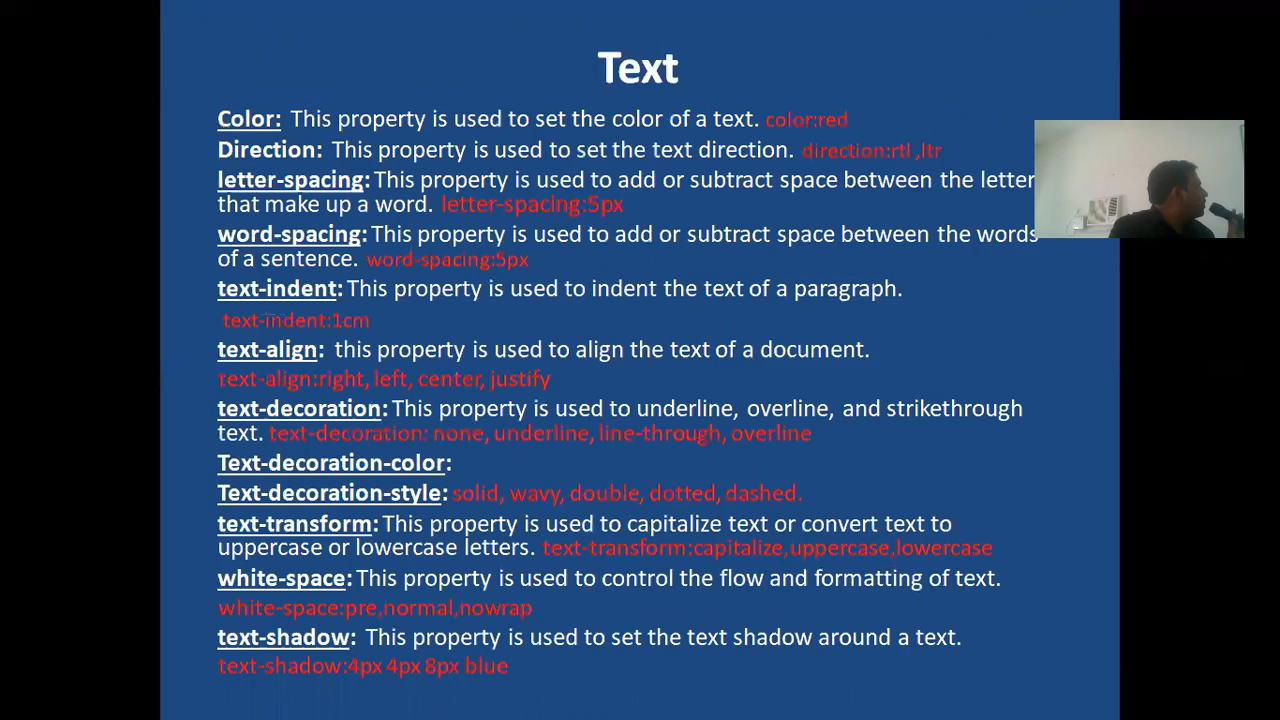 Text
Color: This property is used to set the color of a text. color:red
Direction: This property is used to set the text direction. direction:rtl ,ltr
letter-spacing: This property is used to add or subtract space between the letter
that make up a word. letter-spacing:5px
word-spacing: This property is used to add or subtract space between the words
of a sentence. word-spacing:5px
text-indent: This property is used to indent the text of a paragraph.
text-indent:1cm
text-align: this property is used to align the text of a document.
text-align:right, left, center, justify
text-decoration: This property is used to underline, overline, and strikethrough
text. text-decoration: none, underline, line-through, overline
Text-decoration-color:
Text-decoration-style: solid, wavy, double, dotted, dashed.
text-transform: This property is used to capitalize text or convert text to
uppercase or lowercase letters. text-transform:capitalize,uppercase,lowercase
white-space: This property is used to control the flow and formatting of text.
white-space:pre,normal,nowrap
text-shadow: This property is used to set the text shadow around a text.
text-shadow:4px 4px 8px blue